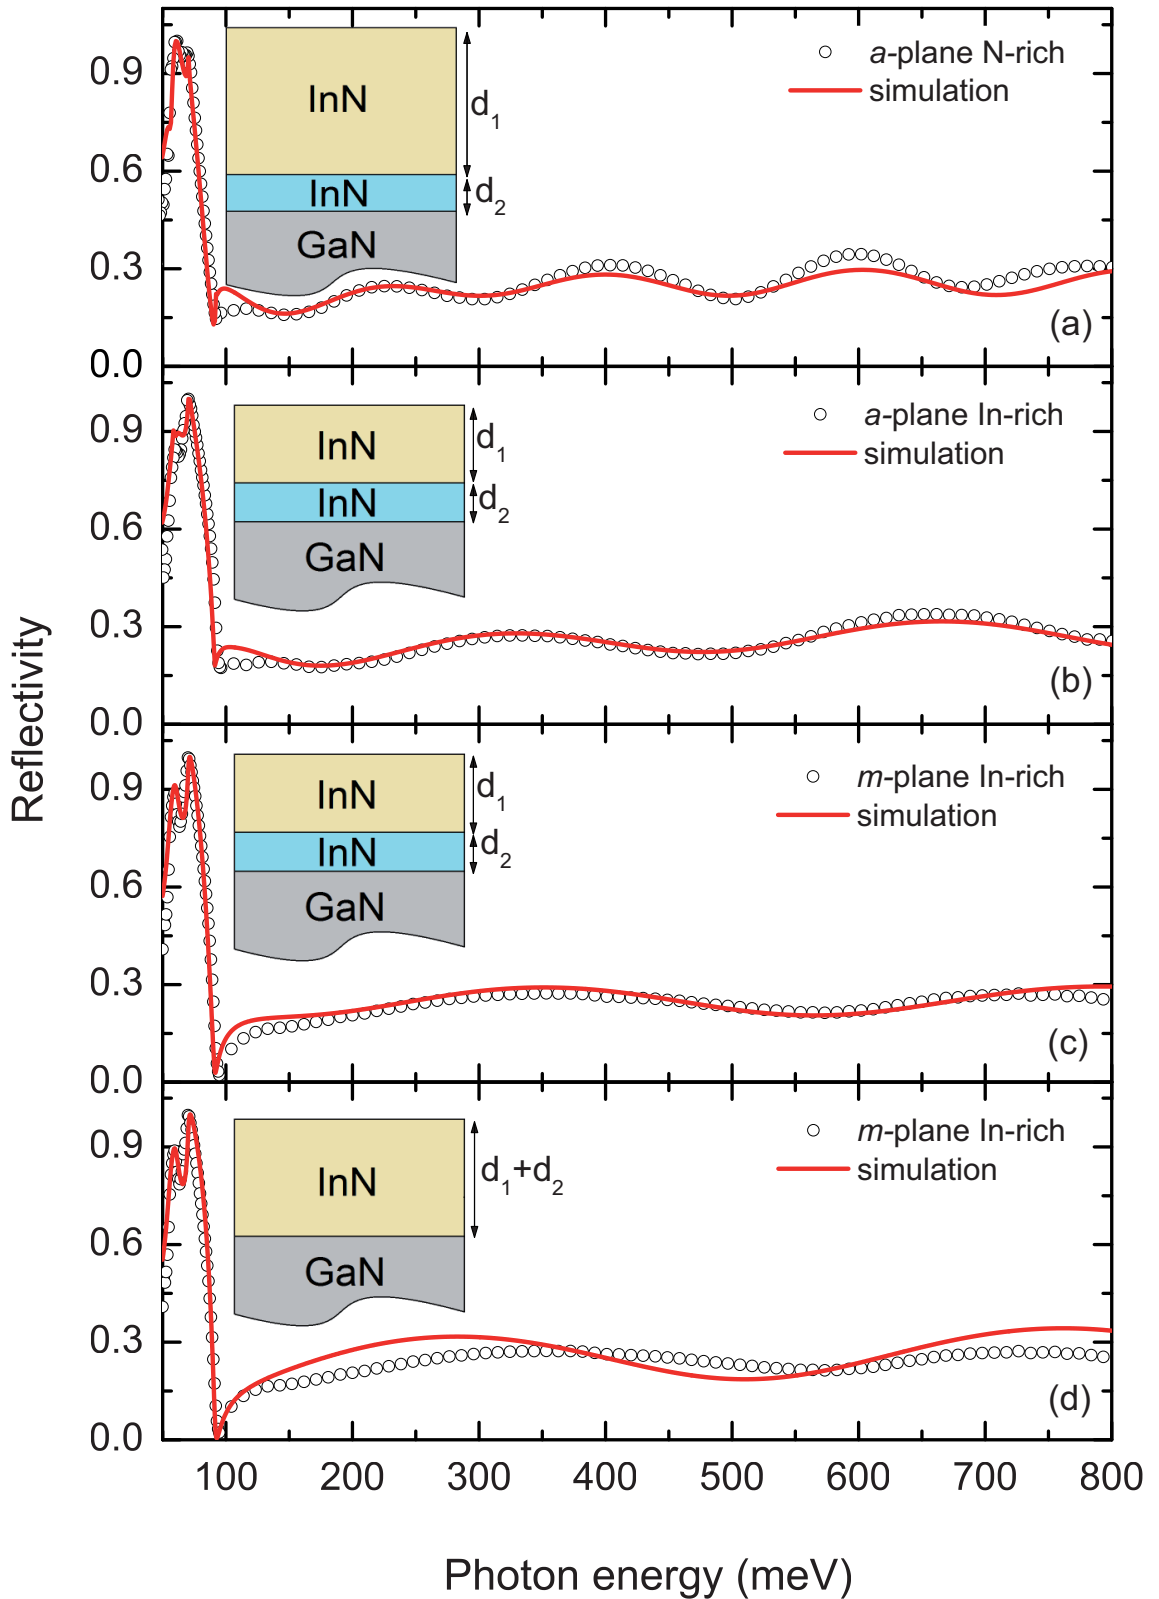 Reflectivity
0.9
0.6
0.3
0.0
InN
d1
InN
d2
GaN
a-plane N-rich
simulation
(a)
0.9
0.6
0.3
0.0
InN
d1
InN
d2
GaN
a-plane In-rich
simulation
(b)
0.9
0.6
0.3
0.0
InN
d1
InN
d2
GaN
m-plane In-rich
simulation
(c)
0.9
0.6
0.3
0.0
InN
d1+d2
GaN
m-plane In-rich
simulation
(d)
100 200 300 400 500 600 700 800
Photon energy (meV)